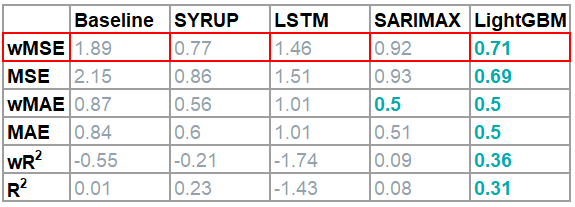 Baseline SYRUP LSTM SARIMAX LightGBM
wMSE 1.89 0.77 1.46 0.92 0.71
MSE 2.15 0.86 1.51 0.93 0.69
wMAE 0.87 0.56 1.01 0.5 0.5
MAE 0.84 0.6 1.01 0.51 0.5
wR² -0.55 -0.21 -1.74 0.09 0.36
R² 0.01 0.23 -1.43 0.08 0.31